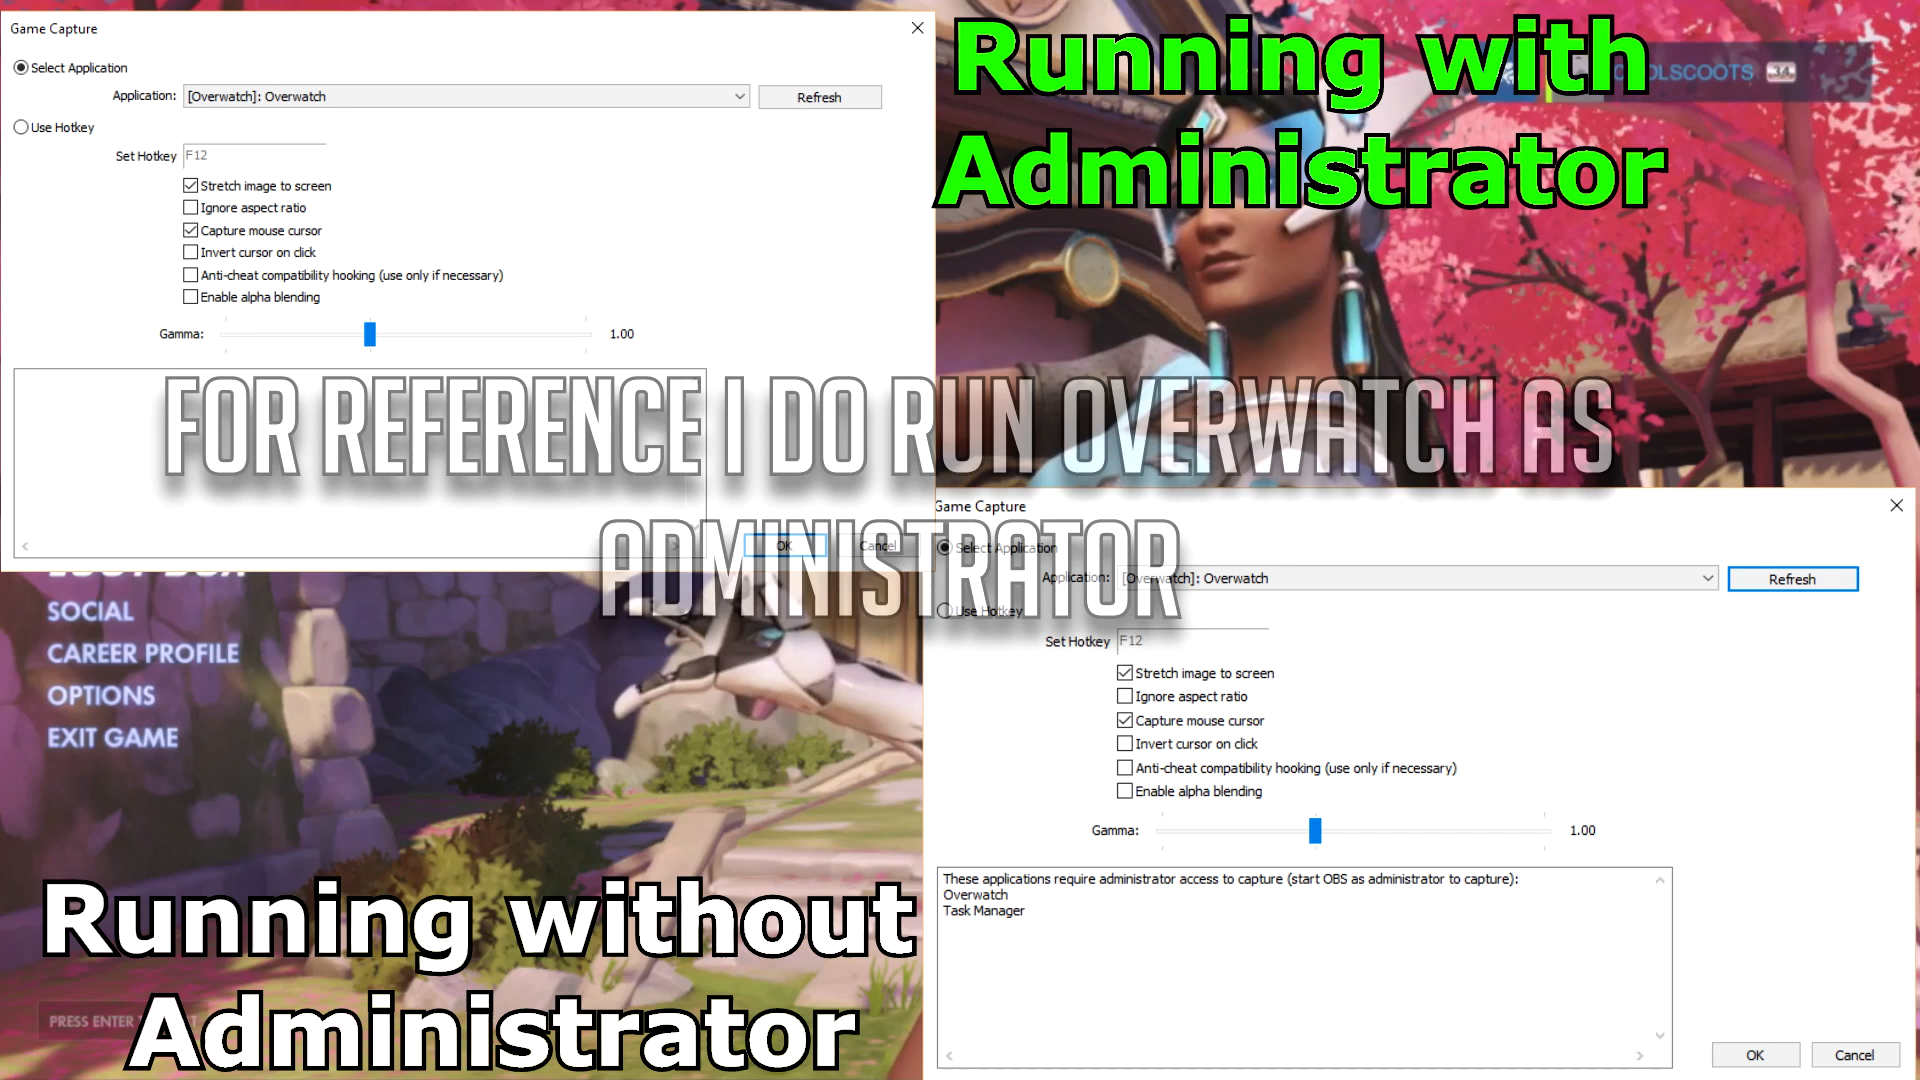 Game Capture
Select Application
Application: [Overwatch]: Overwatch Refresh
Use Hotkey
Set Hotkey F12
Stretch image to screen
Ignore aspect ratio
Capture mouse cursor
Invert cursor on click
Anti-cheat compatibility hooking (use only if necessary)
Enable alpha blending
Gamma: 1.00
OK Cancel
Running with
Administrator
34
FOR REFERENCE I DO RUN OVERWATCH AS
ADMINISTRATOR
SOCIAL
CAREER PROFILE
OPTIONS
EXIT GAME
PRESS ENTER
Running without
Administrator
Game Capture
Select Application
Application: [Overwatch]: Overwatch Refresh
Use Hotkey
Set Hotkey F12
Stretch image to screen
Ignore aspect ratio
Capture mouse cursor
Invert cursor on click
Anti-cheat compatibility hooking (use only if necessary)
Enable alpha blending
Gamma: 1.00
These applications require administrator access to capture (start OBS as administrator to capture):
Overwatch
Task Manager
OK Cancel